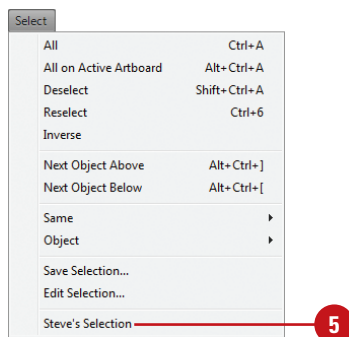 Select
All Ctrl+A
All on Active Artboard Alt+Ctrl+A
Deselect Shift+Ctrl+A
Reselect Ctrl+6
Inverse
Next Object Above Alt+Ctrl+]
Next Object Below Alt+Ctrl+[
Same
Object
Save Selection...
Edit Selection...
Steve's Selection 5